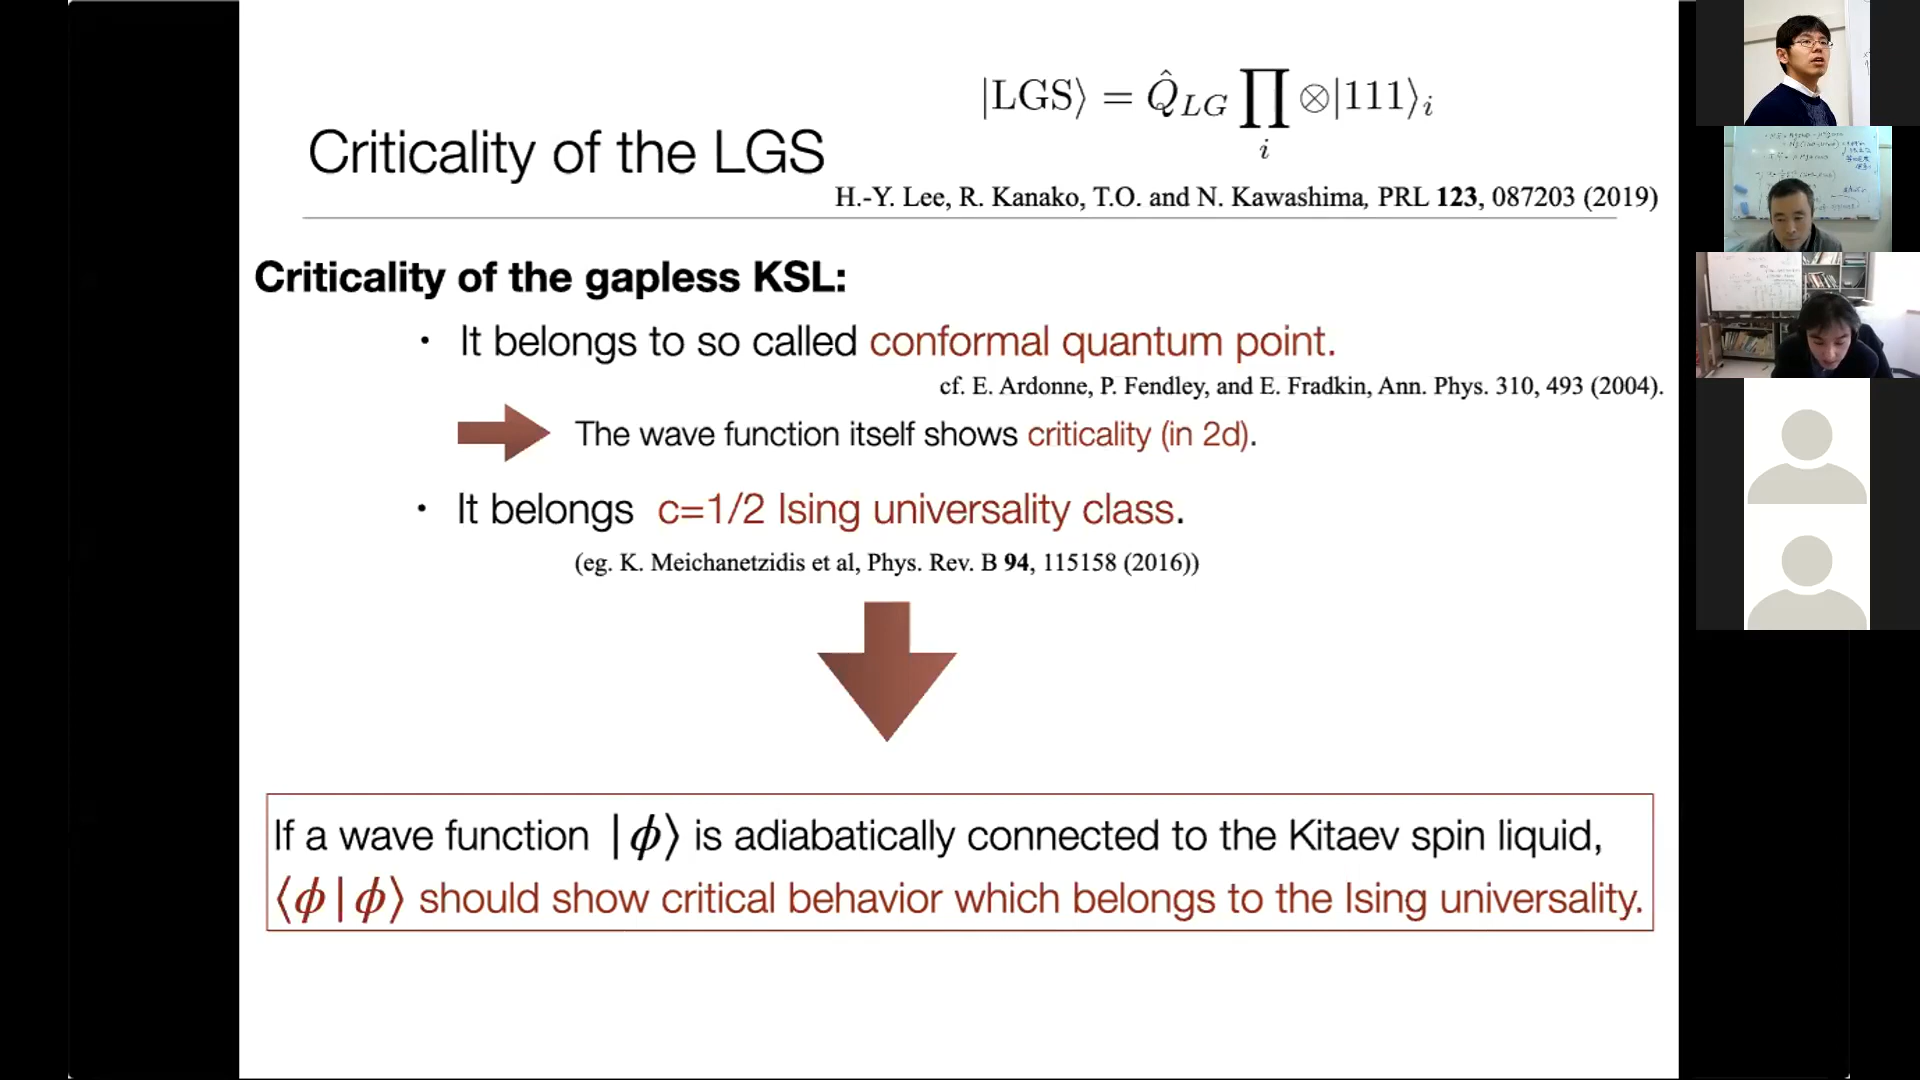 |LGS⟩ = Q̂_LG ∏_i ⊗|111⟩_i
Criticality of the LGS
H.-Y. Lee, R. Kanako, T.O. and N. Kawashima, PRL 123, 087203 (2019)
Criticality of the gapless KSL:
· It belongs to so called conformal quantum point.
cf. E. Ardonne, P. Fendley, and E. Fradkin, Ann. Phys. 310, 493 (2004).
The wave function itself shows criticality (in 2d).
· It belongs c=1/2 Ising universality class.
(eg. K. Meichanetzidis et al, Phys. Rev. B 94, 115158 (2016))
If a wave function |ϕ⟩ is adiabatically connected to the Kitaev spin liquid,
⟨ϕ|ϕ⟩ should show critical behavior which belongs to the Ising universality.